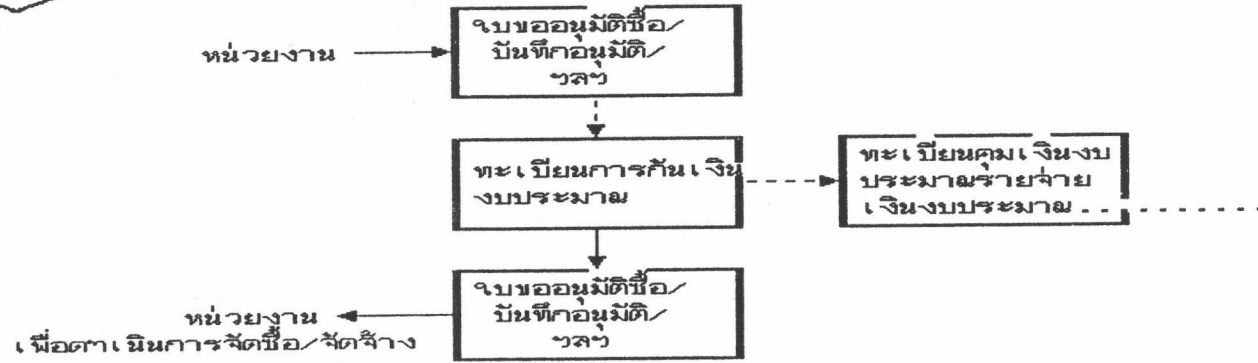 ใบขออนุมัติซื้อ/
หน่วยงาน
บันทึกอนุมัติ/
ฯลฯ
ทะเบียนการกันเงิน
งบประมาณ
ทะเบียนคุมเงินงบ
ประมาณรายจ่าย
เงินงบประมาณ
ใบขออนุมัติซื้อ/
บันทึกอนุมัติ/
ฯลฯ
หน่วยงาน
เพื่อดำเนินการจัดซื้อ/จัดจ้าง